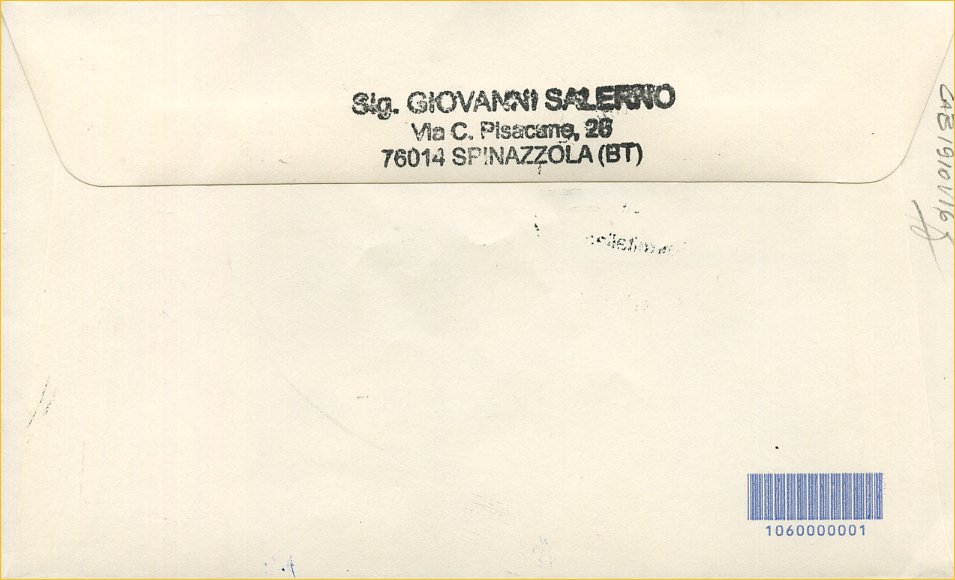 Sig. GIOVANNI SALERNO
Via C. Pisacane, 26
76014 SPINAZZOLA (BT)
1060000001